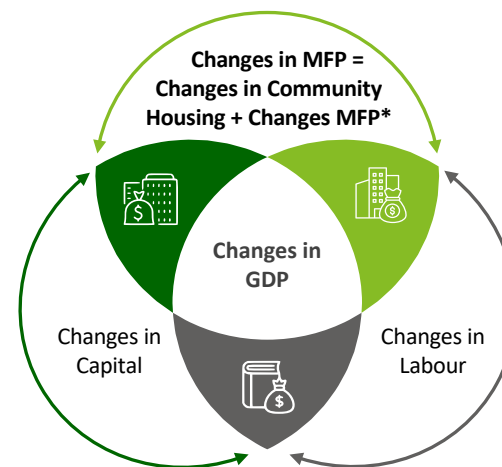 Changes in MFP =
Changes in Community
Housing + Changes MFP*
$
$
Changes in
GDP
Changes in
Capital
Changes in
Labour
$